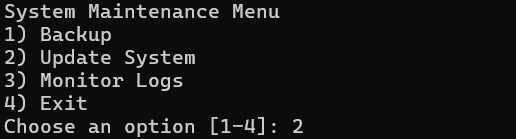 System Maintenance Menu
1) Backup
2) Update System
3) Monitor Logs
4) Exit
Choose an option [1-4]: 2